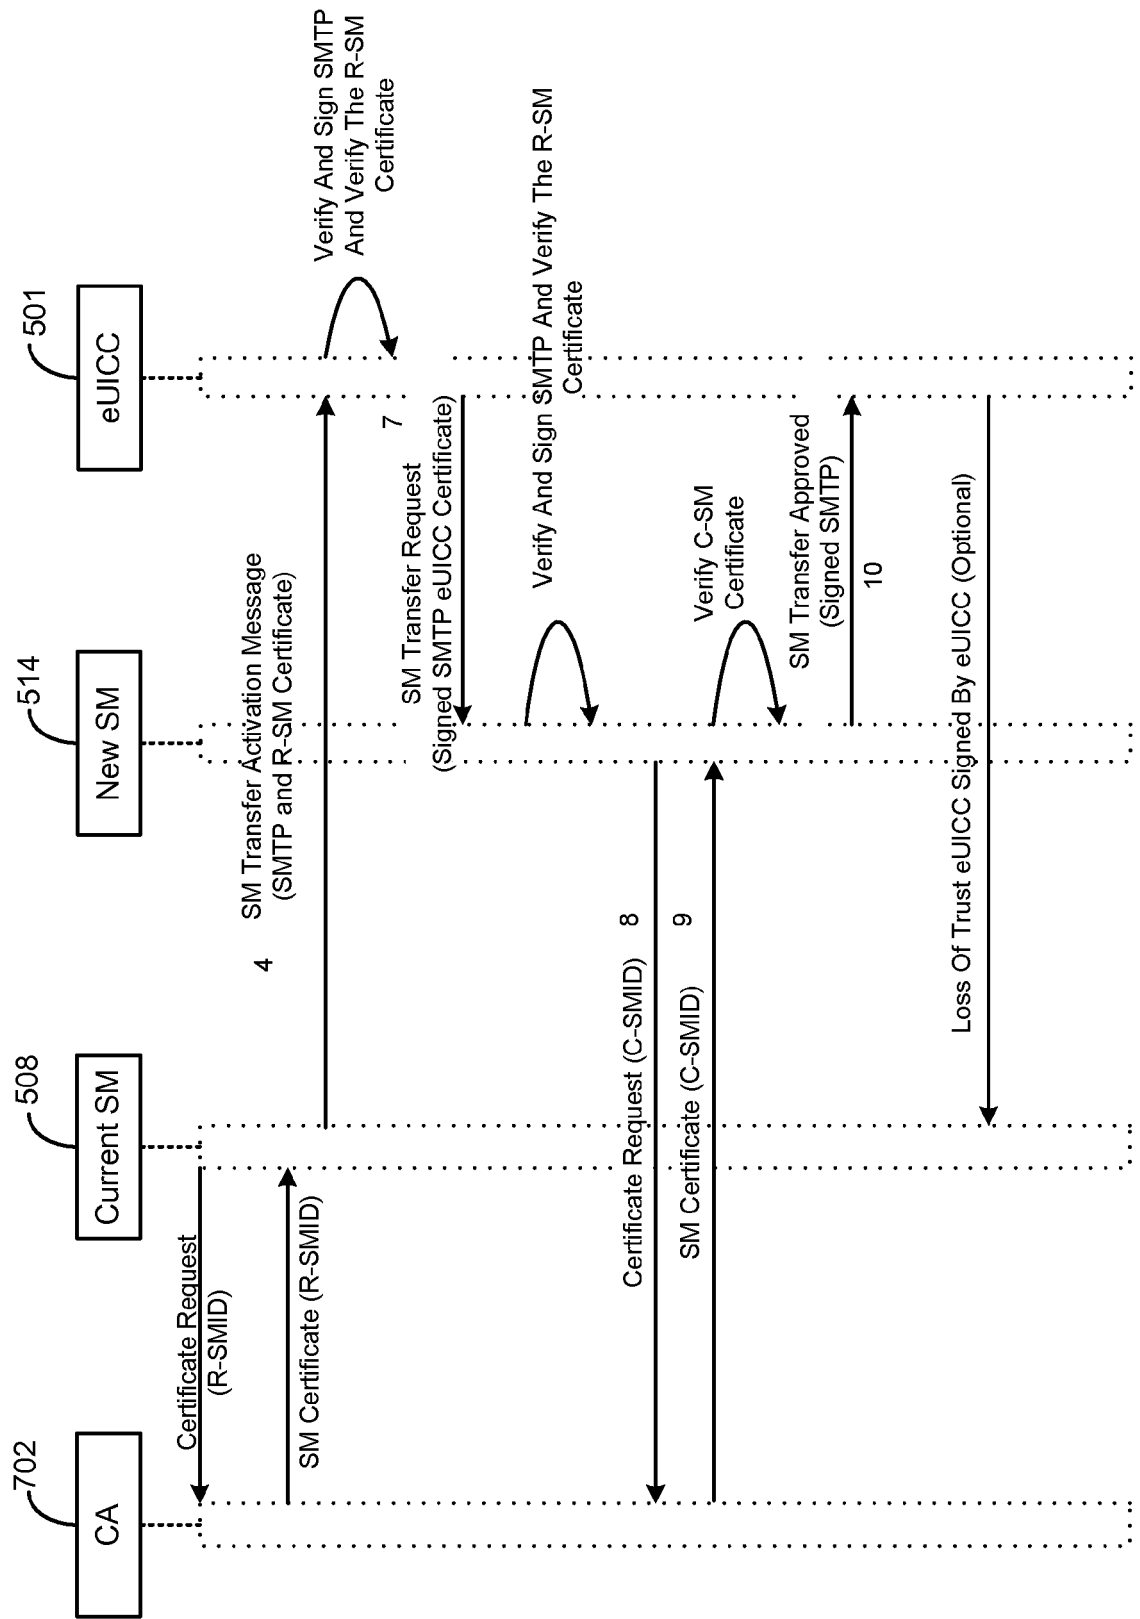 702
CA
508
Current SM
514
New SM
501
eUICC
Certificate Request
(R-SMID)
SM Certificate (R-SMID)
4
SM Transfer Activation Message
(SMTP and R-SM Certificate)
Verify And Sign SMTP
And Verify The R-SM
Certificate
7
SM Transfer Request
(Signed SMTP eUICC Certificate)
Verify And Sign SMTP And Verify The R-SM
Certificate
Certificate Request (C-SMID)
8
SM Certificate (C-SMID)
9
Verify C-SM
Certificate
SM Transfer Approved
(Signed SMTP)
10
Loss Of Trust eUICC Signed By eUICC (Optional)